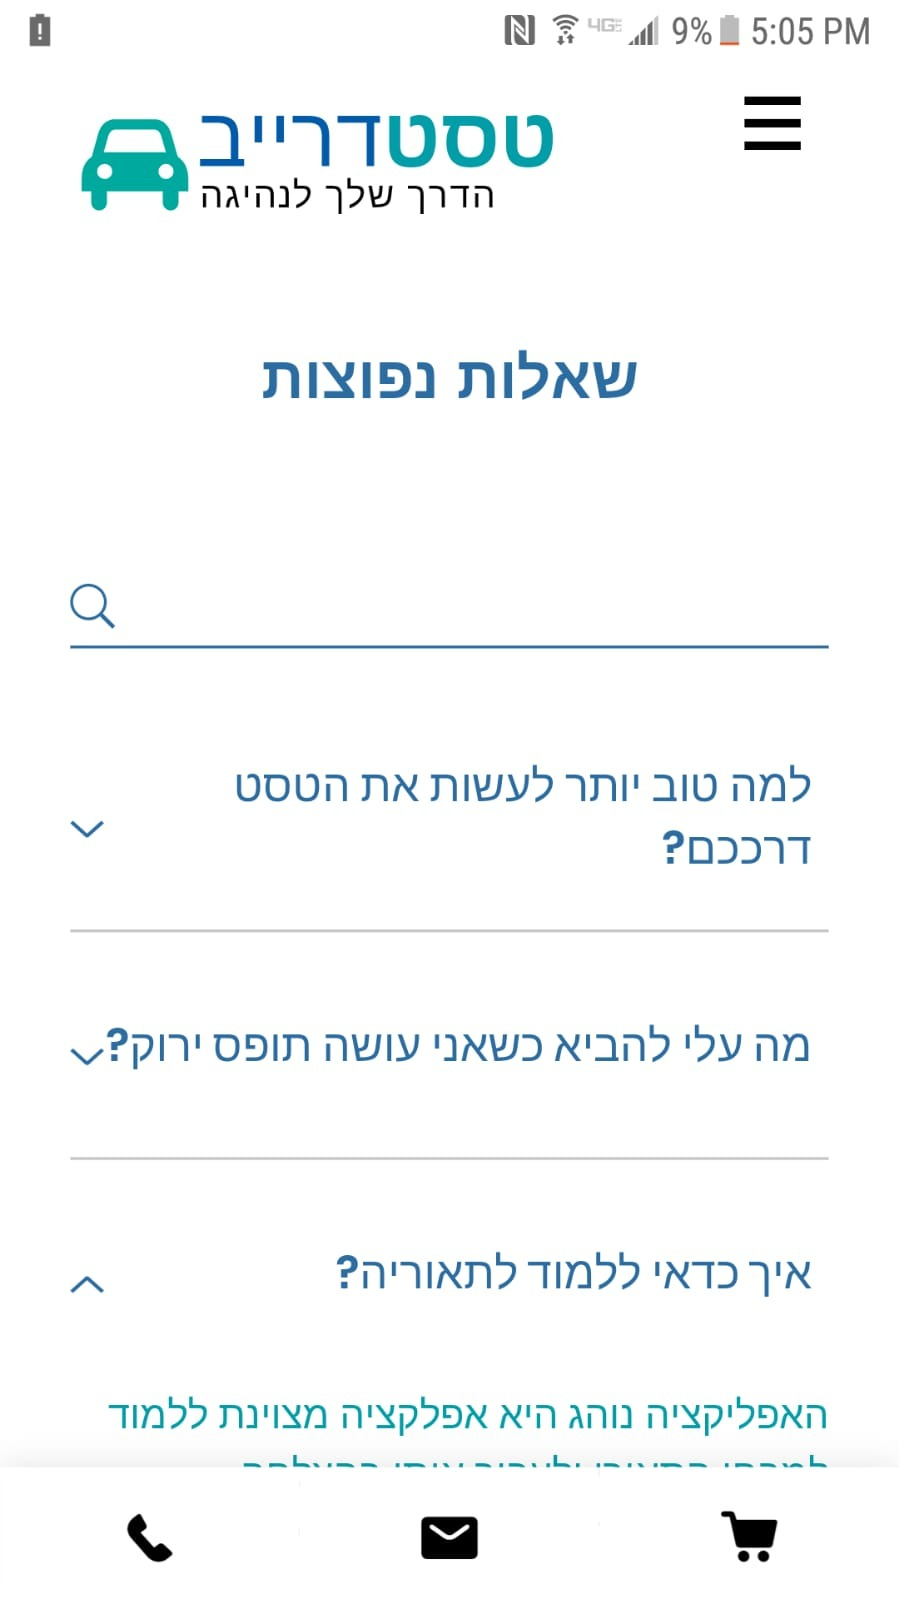 4GE 9% 5:05 PM
טסטדרייב
הדרך שלך לנהיגה
שאלות נפוצות
למה טוב יותר לעשות את הטסט
דרככם?
מה עלי להביא כשאני עושה תופס ירוק?
איך כדאי ללמוד לתאוריה?
האפליקציה נוהג היא אפלקציה מצוינת ללמוד